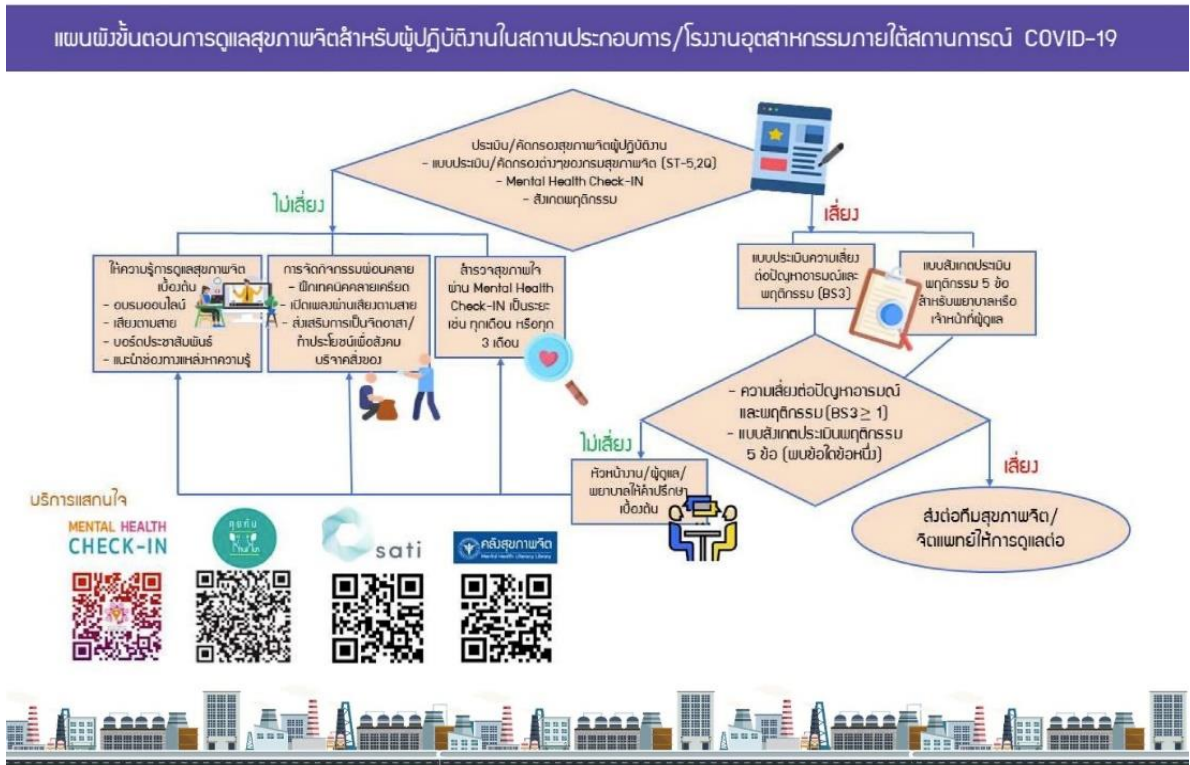 แผนผังขั้นตอนการดูแลสุขภาพจิตสำหรับผู้ปฏิบัติงานในสถานประกอบการ/โรงงานอุตสาหกรรมภายใต้สถานการณ์ COVID-19
ประเมิน/คัดกรองสุขภาพจิตผู้ปฏิบัติงาน
- แบบประเมิน/คัดกรองต่างๆของกรมสุขภาพจิต (ST-5,2Q)
- Mental Health Check-IN
- สังเกตพฤติกรรม
ไม่เสี่ยง
เสี่ยง
ให้ความรู้การดูแลสุขภาพจิต
เบื้องต้น
- อบรมออนไลน์
- เสียงตามสาย
- บอร์ดประชาสัมพันธ์
- แนะนำช่องทางแหล่งหาความรู้
การจัดกิจกรรมผ่อนคลาย
- ฝึกเทคนิคคลายเครียด
- เปิดเพลงผ่านเสียงตามสาย
- ส่งเสริมการเป็นจิตอาสา/
ทำประโยชน์เพื่อสังคม
บริจาคสิ่งของ
สำรวจสุขภาพใจ
ผ่าน Mental Health
Check-IN เป็นระยะ
เช่น ทุกเดือน หรือทุก
3 เดือน
แบบประเมินความเสี่ยง
ต่อปัญหาอารมณ์และ
พฤติกรรม (BS3)
แบบสังเกตประเมิน
พฤติกรรม 5 ข้อ
สำหรับพยาบาลหรือ
เจ้าหน้าที่ผู้ดูแล
- ความเสี่ยงต่อปัญหาอารมณ์
และพฤติกรรม (BS3 ≥ 1)
- แบบสังเกตประเมินพฤติกรรม
5 ข้อ (พบข้อใดข้อหนึ่ง)
ไม่เสี่ยง
เสี่ยง
หัวหน้างาน/ผู้ดูแล/
พยาบาลให้คำปรึกษา
เบื้องต้น
ส่งต่อทีมสุขภาพจิต/
จิตแพทย์ให้การดูแลต่อ
บริการแสกนใจ
MENTAL HEALTH
CHECK-IN
คุยกัน
sati
คลังสุขภาพจิต
Mental Health Literacy Library